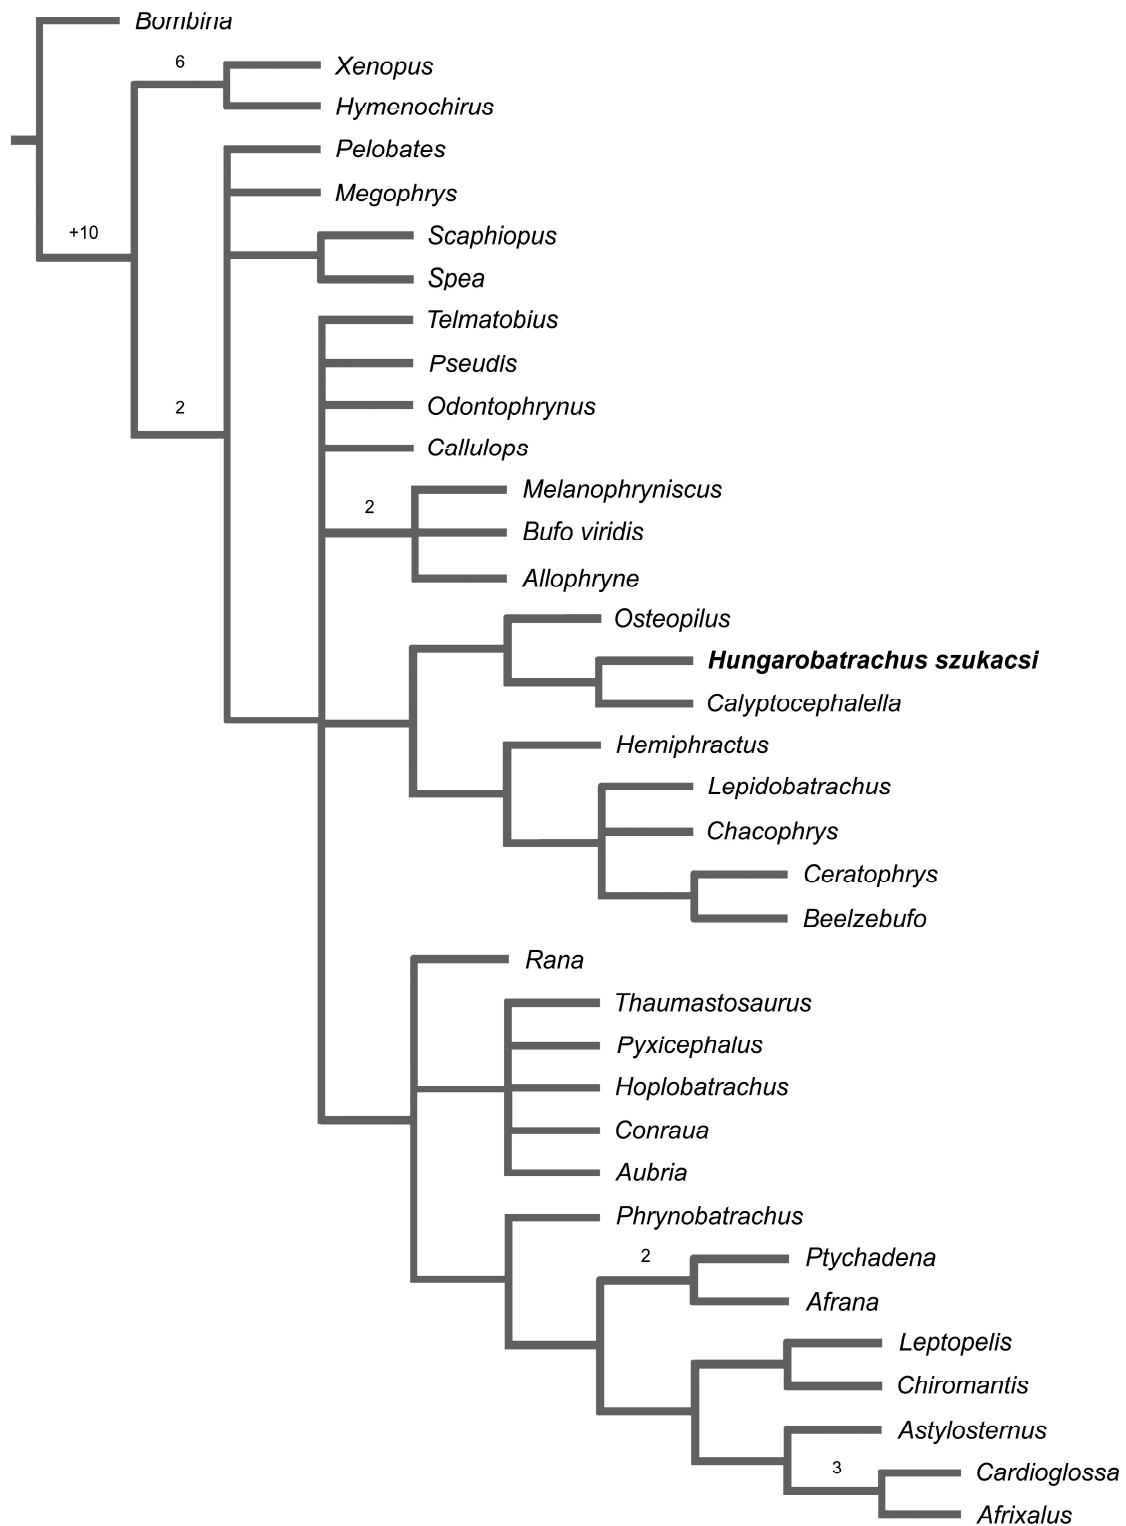 Bombina
6
Xenopus
Hymenochirus
Pelobates
Megophrys
+10
Scaphiopus
Spea
Telmatobius
Pseudis
2
Odontophrynus
Callulops
2
Melanophryniscus
Bufo viridis
Allophryne
Osteopilus
Hungarobatrachus szukacsi
Calyptocephalella
Hemiphractus
Lepidobatrachus
Chacophrys
Ceratophrys
Beelzebufo
Rana
Thaumastosaurus
Pyxicephalus
Hoplobatrachus
Conraua
Aubria
Phrynobatrachus
2
Ptychadena
Afrana
Leptopelis
Chiromantis
Astylosternus
3
Cardioglossa
Afrixalus